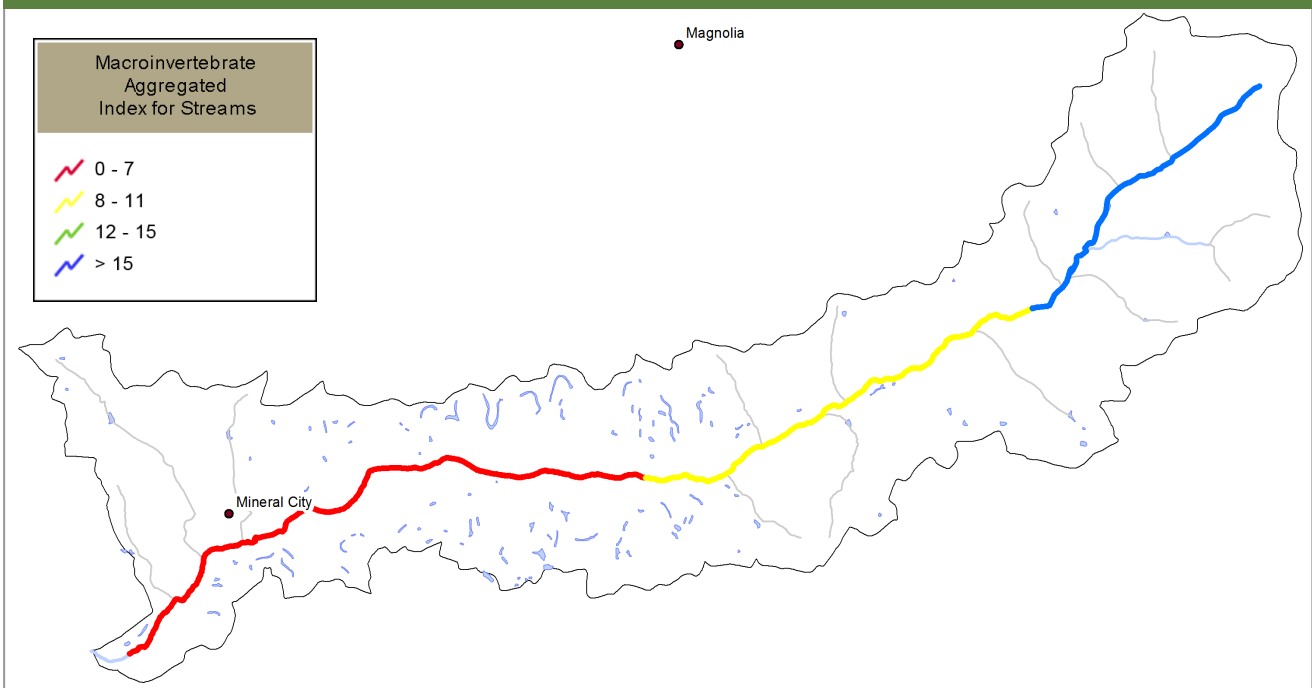 Magnolia
Macroinvertebrate
Aggregated
Index for Streams
0 - 7
8 - 11
12 - 15
> 15
Mineral City